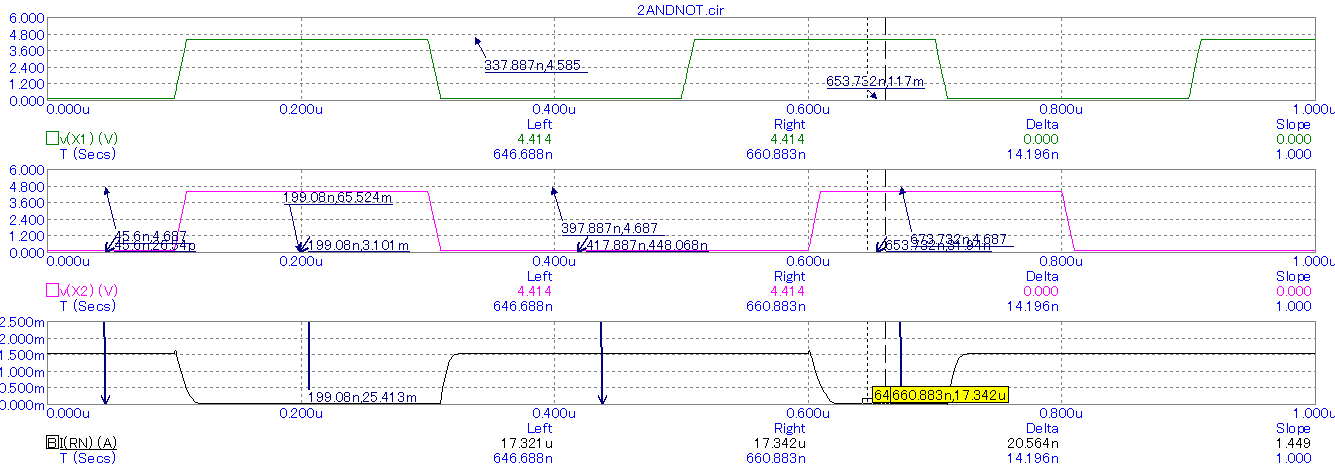 2ANDNOT.cir
6.000
4.800
3.600
2.400
1.200
0.000
337.887n,4.585
653.732n,117m
0.000u 0.200u 0.400u 0.600u 0.800u 1.000u
Left Right Delta Slope
v(X1) (V) 4.414 4.414 0.000 0.000
T (Secs) 646.688n 660.883n 14.196n 1.000
6.000
4.800
3.600
2.400
1.200
0.000
199.08n,65.524m
397.887n,4.687
45.6n,4.687
673.732n,4.687
199.08n,3.101m
417.887n,448.068n
0.000u 0.200u 0.400u 0.600u 0.800u 1.000u
Left Right Delta Slope
v(X2) (V) 4.414 4.414 0.000 0.000
T (Secs) 646.688n 660.883n 14.196n 1.000
2.500m
2.000m
1.500m
1.000m
0.500m
0.000m
199.08n,25.413m
64 660.883n,17.342u
0.000u 0.200u 0.400u 0.600u 0.800u 1.000u
Left Right Delta Slope
I(RN) (A) 17.321u 17.342u 20.564n 1.449
T (Secs) 646.688n 660.883n 14.196n 1.000